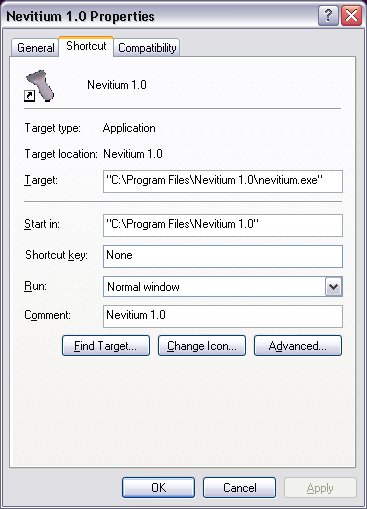 Nevitium 1.0 Properties
General Shortcut Compatibility
Nevitium 1.0
Target type: Application
Target location: Nevitium 1.0
Target: "C:\Program Files\Nevitium 1.0\nevitium.exe"
Start in: "C:\Program Files\Nevitium 1.0"
Shortcut key: None
Run: Normal window
Comment: Nevitium 1.0
Find Target... Change Icon... Advanced...
OK Cancel Apply